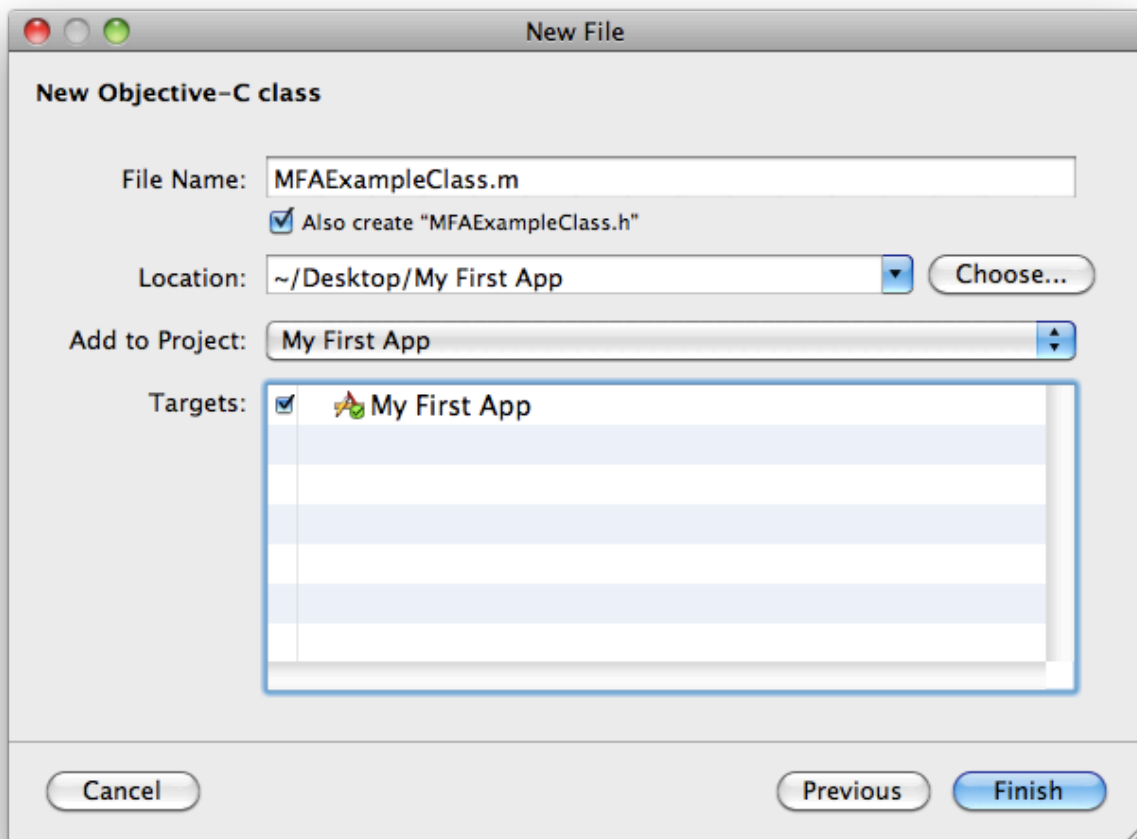 New File
New Objective-C class
File Name: MFAExampleClass.m
Also create “MFAExampleClass.h”
Location: ~/Desktop/My First App Choose...
Add to Project: My First App
Targets: My First App
Cancel Previous Finish